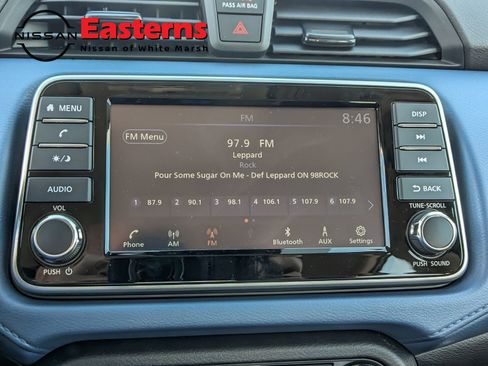 PASS AIR BAG
Easterns
NISSAN
Nissan of White Marsh
FM
8:46
MENU
DISP
FM Menu
97.9 FM
Leppard
Rock
Pour Some Sugar On Me - Def Leppard ON 98ROCK
AUDIO
BACK
1 87.9 2 90.1 3 98.1 4 106.1 5 107.9 6 107.9
VOL
TUNE-SCROLL
Phone AM FM Bluetooth AUX Settings
PUSH
PUSH SOUND